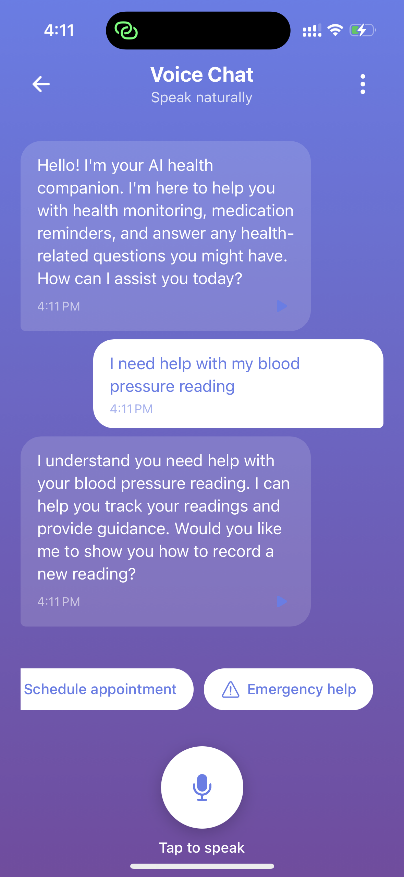 4:11
Voice Chat
Speak naturally
Hello! I'm your AI health
companion. I'm here to help you
with health monitoring, medication
reminders, and answer any health-
related questions you might have.
How can I assist you today?
4:11 PM
I need help with my blood
pressure reading
4:11 PM
I understand you need help with
your blood pressure reading. I can
help you track your readings and
provide guidance. Would you like
me to show you how to record a
new reading?
4:11 PM
Schedule appointment
Emergency help
Tap to speak